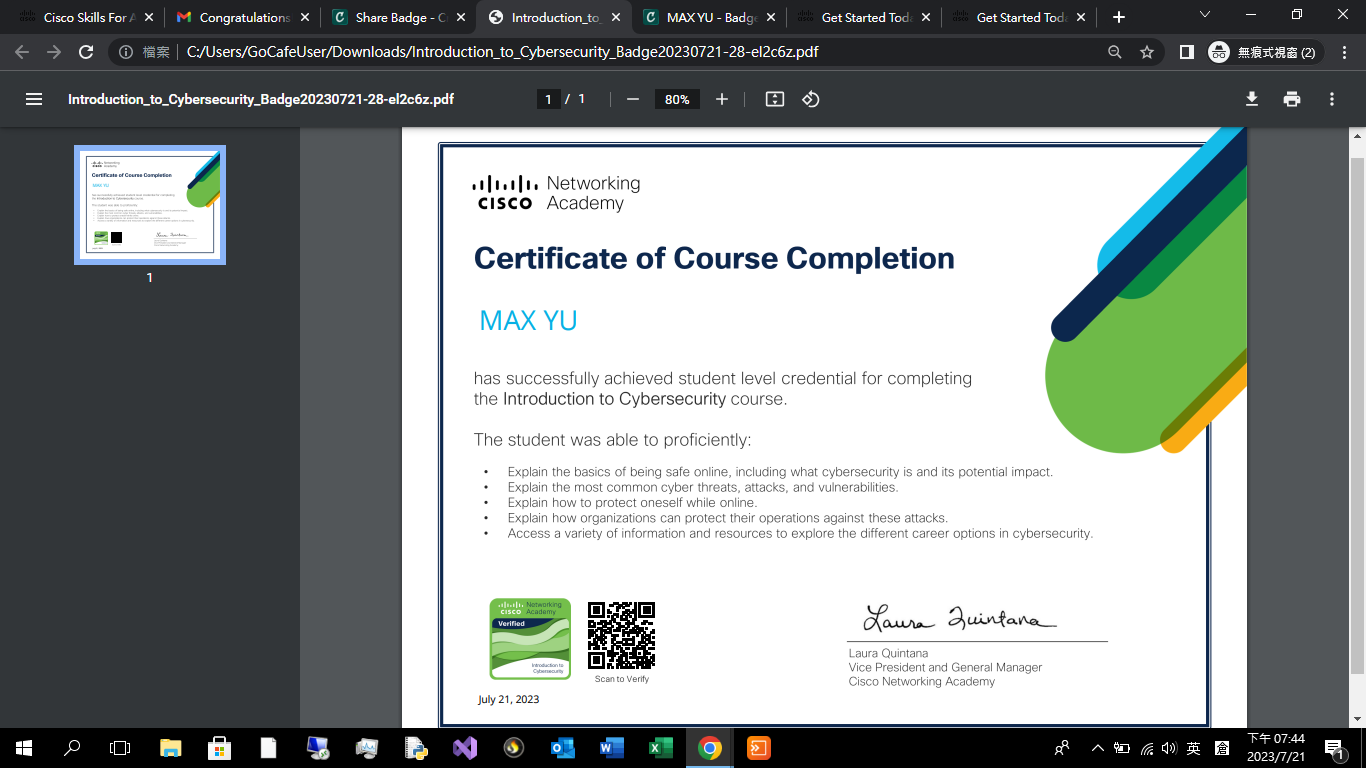 Cisco Skills For A
Congratulations
Share Badge - C
Introduction_to_
MAX YU - Badge
Get Started Toda
Get Started Toda
檔案
C:/Users/GoCafeUser/Downloads/Introduction_to_Cybersecurity_Badge20230721-28-el2c6z.pdf
無痕式視窗 (2)
Introduction_to_Cybersecurity_Badge20230721-28-el2c6z.pdf
1 / 1
80%
1
Networking
CISCO Academy
Certificate of Course Completion
MAX YU
has successfully achieved student level credential for completing
the Introduction to Cybersecurity course.
The student was able to proficiently:
• Explain the basics of being safe online, including what cybersecurity is and its potential impact.
• Explain the most common cyber threats, attacks, and vulnerabilities.
• Explain how to protect oneself while online.
• Explain how organizations can protect their operations against these attacks.
• Access a variety of information and resources to explore the different career options in cybersecurity.
Networking
CISCO Academy
Verified
Introduction to
Cybersecurity
Scan to Verify
July 21, 2023
Laura Quintana
Laura Quintana
Vice President and General Manager
Cisco Networking Academy
英
下午 07:44
2023/7/21
1